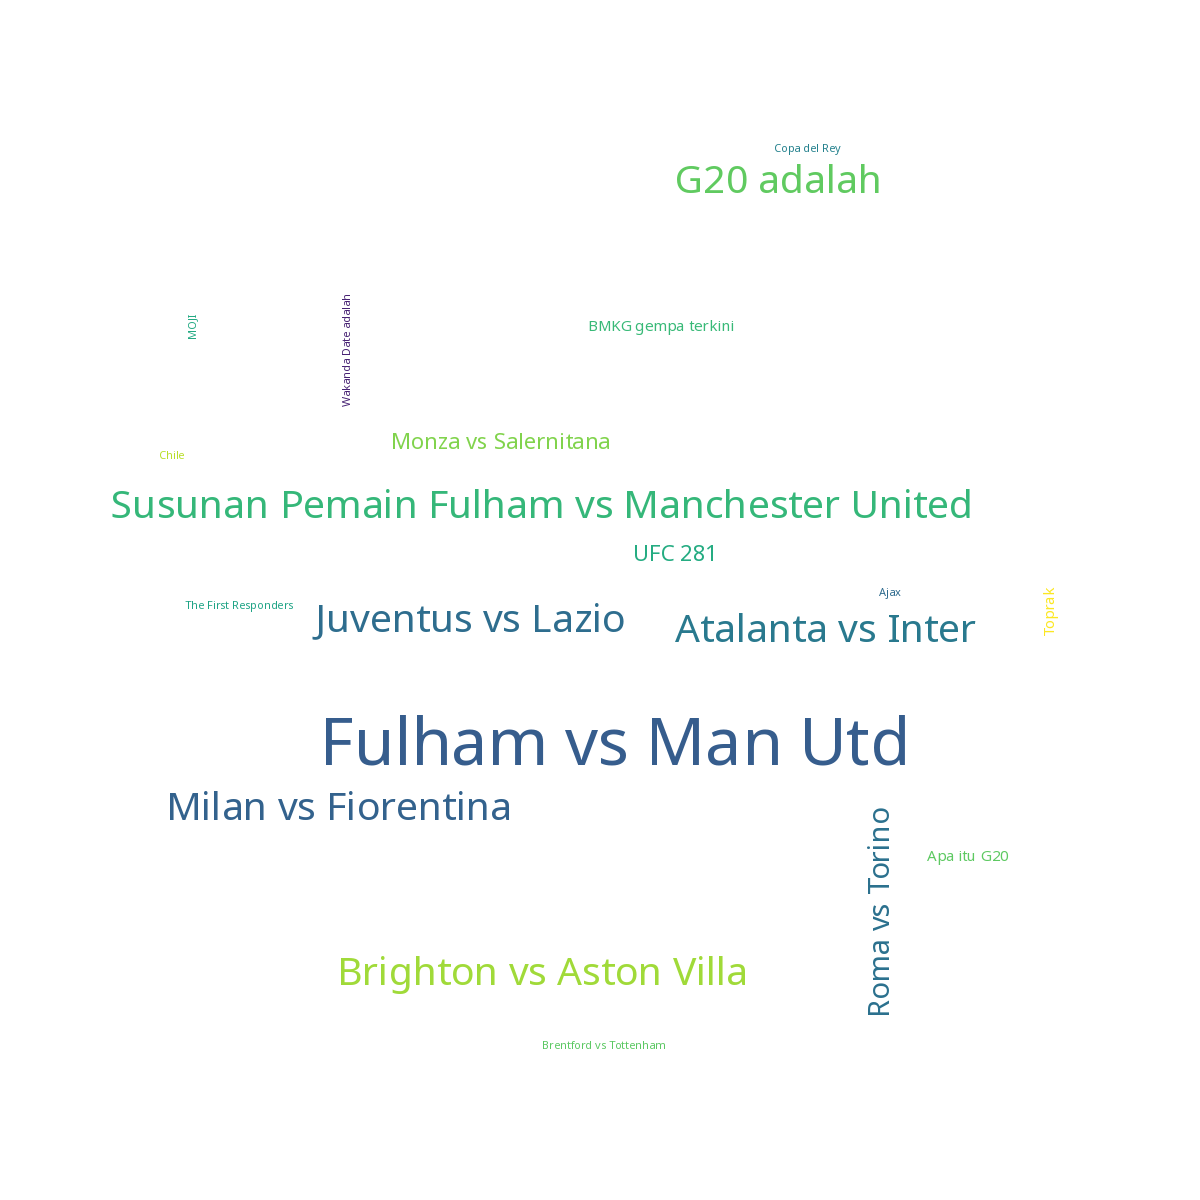 Copa del Rey
G20 adalah
MOJI
Wakanda Date adalah
BMKG gempa terkini
Monza vs Salernitana
Chile
Susunan Pemain Fulham vs Manchester United
UFC 281
Ajax
Toprak
The First Responders
Juventus vs Lazio
Atalanta vs Inter
Fulham vs Man Utd
Milan vs Fiorentina
Roma vs Torino
Apa itu G20
Brighton vs Aston Villa
Brentford vs Tottenham